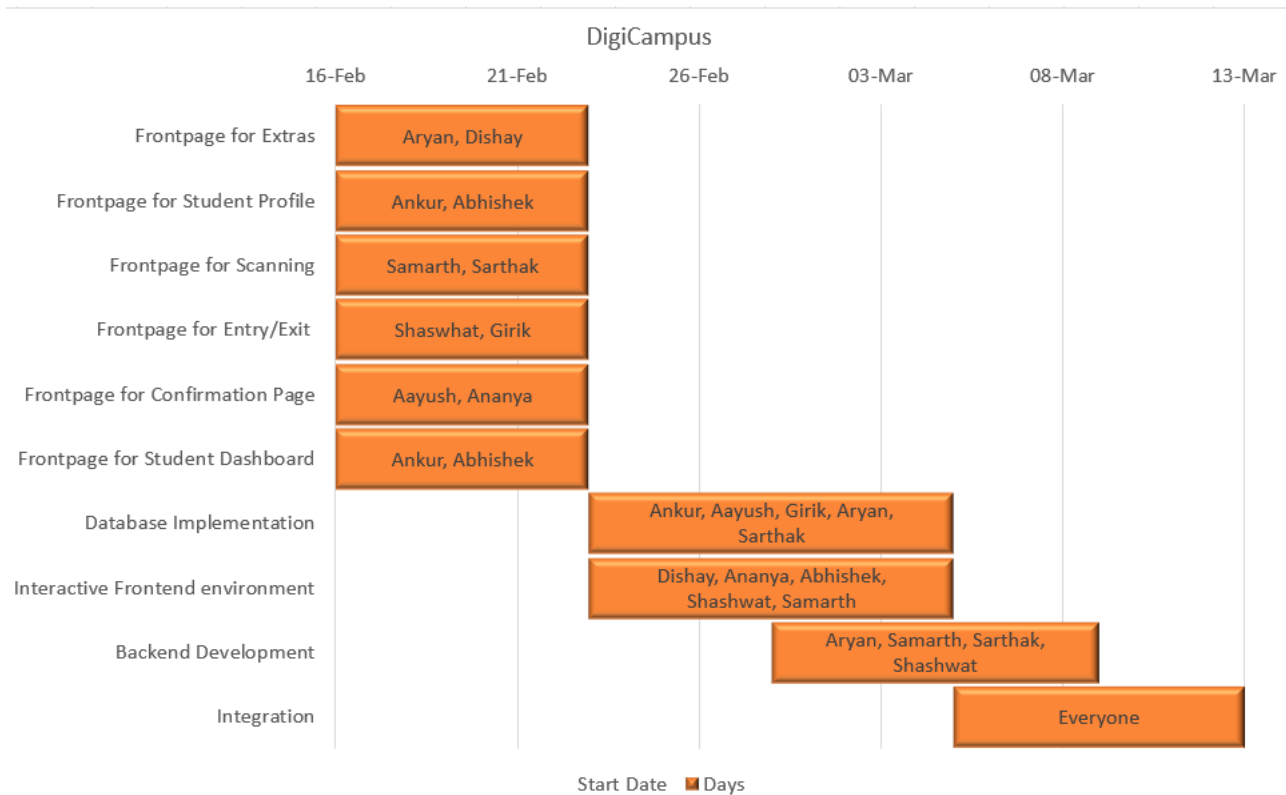 DigiCampus
16-Feb 21-Feb 26-Feb 03-Mar 08-Mar 13-Mar
Frontpage for Extras
Aryan, Dishay
Frontpage for Student Profile
Ankur, Abhishek
Frontpage for Scanning
Samarth, Sarthak
Frontpage for Entry/Exit
Shaswhat, Girik
Frontpage for Confirmation Page
Aayush, Ananya
Frontpage for Student Dashboard
Ankur, Abhishek
Database Implementation
Ankur, Aayush, Girik, Aryan,
Sarthak
Interactive Frontend environment
Dishay, Ananya, Abhishek,
Shashwat, Samarth
Backend Development
Aryan, Samarth, Sarthak,
Shashwat
Integration
Everyone
Start Date Days